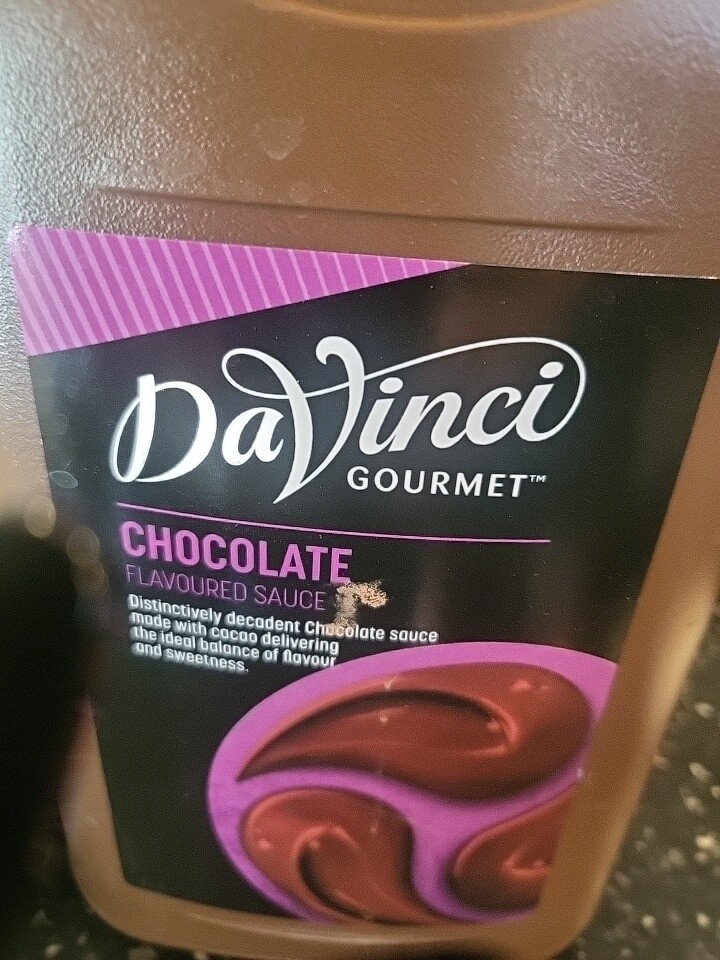 DaVinci
GOURMET™
CHOCOLATE
FLAVOURED SAUCE
Distinctively decadent Chocolate sauce
made with cacao delivering
the ideal balance of flavour
and sweetness.